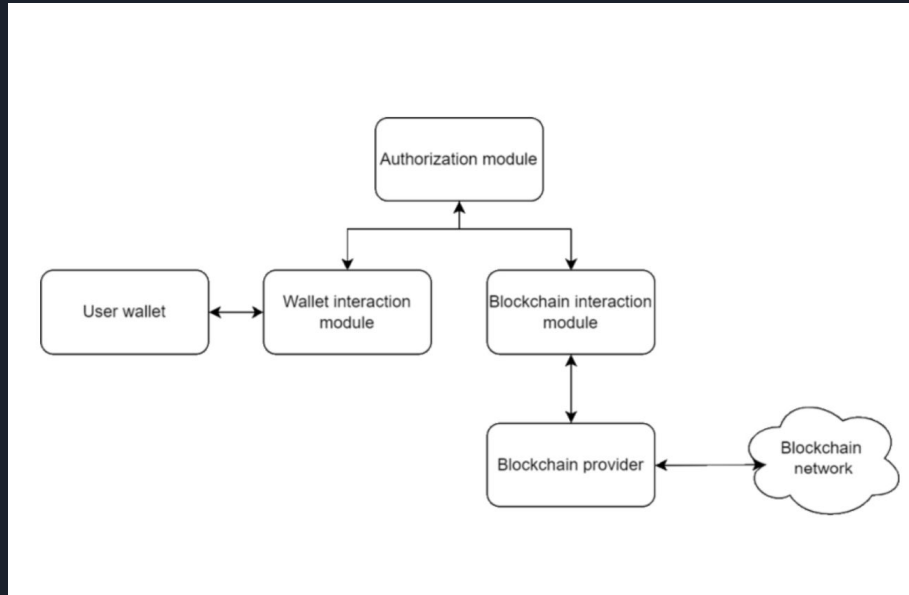 Authorization module
User wallet
Wallet interaction
module
Blockchain interaction
module
Blockchain provider
Blockchain
network